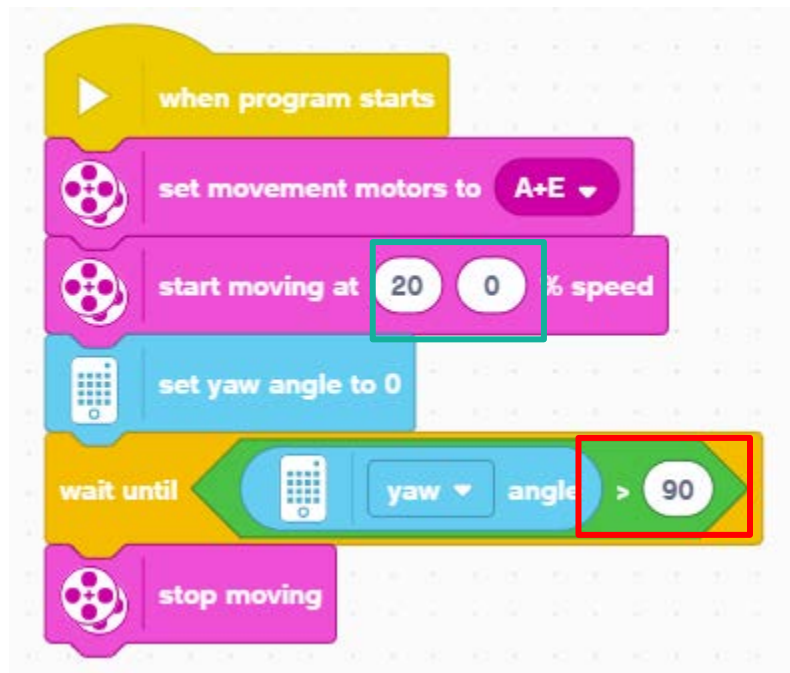 when program starts
set movement motors to A+E
start moving at 20 0 % speed
set yaw angle to 0
wait until yaw angle > 90
stop moving